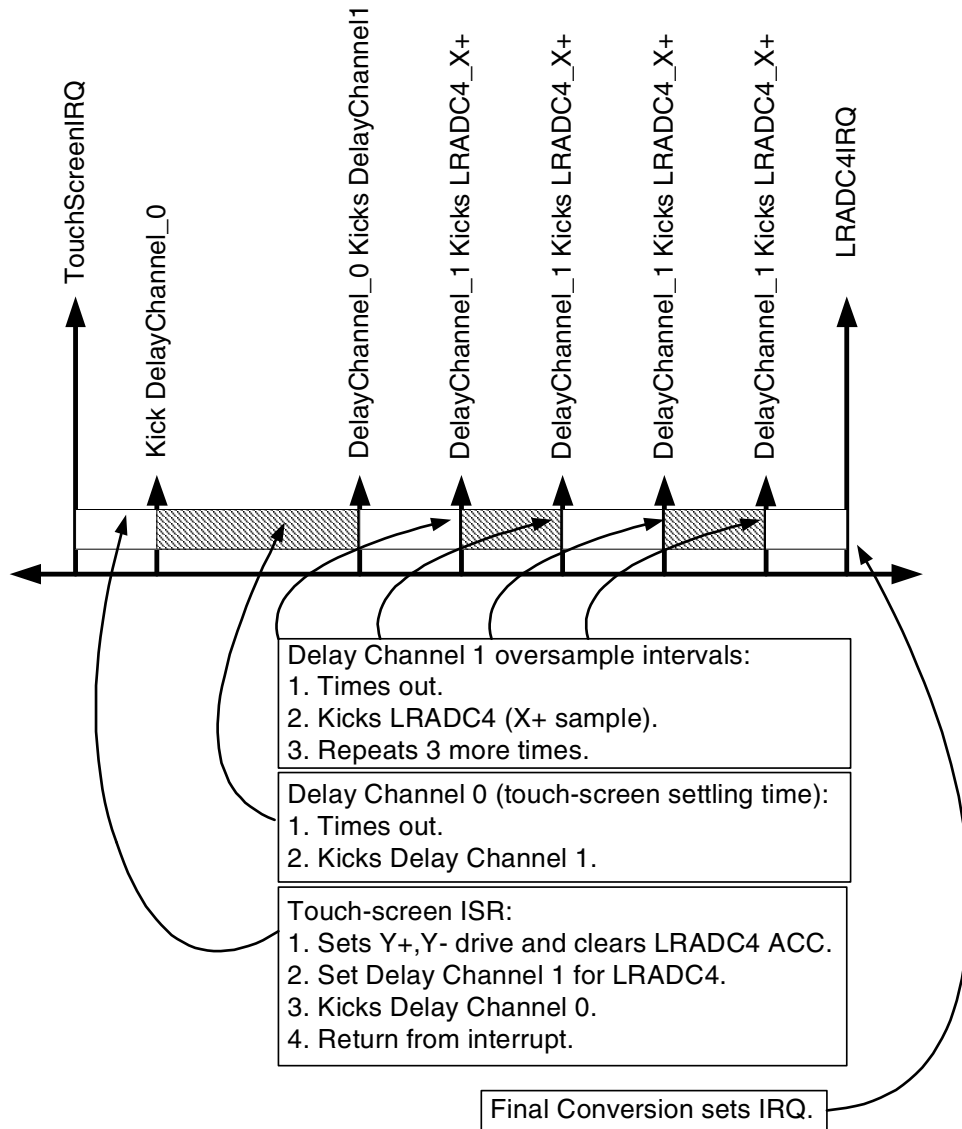 TouchScreenIRQ
Kick DelayChannel_0
DelayChannel_0 Kicks DelayChannel1
DelayChannel_1 Kicks LRADC4_X+
DelayChannel_1 Kicks LRADC4_X+
DelayChannel_1 Kicks LRADC4_X+
DelayChannel_1 Kicks LRADC4_X+
LRADC4IRQ
Delay Channel 1 oversample intervals:
1. Times out.
2. Kicks LRADC4 (X+ sample).
3. Repeats 3 more times.
Delay Channel 0 (touch-screen settling time):
1. Times out.
2. Kicks Delay Channel 1.
Touch-screen ISR:
1. Sets Y+,Y- drive and clears LRADC4 ACC.
2. Set Delay Channel 1 for LRADC4.
3. Kicks Delay Channel 0.
4. Return from interrupt.
Final Conversion sets IRQ.